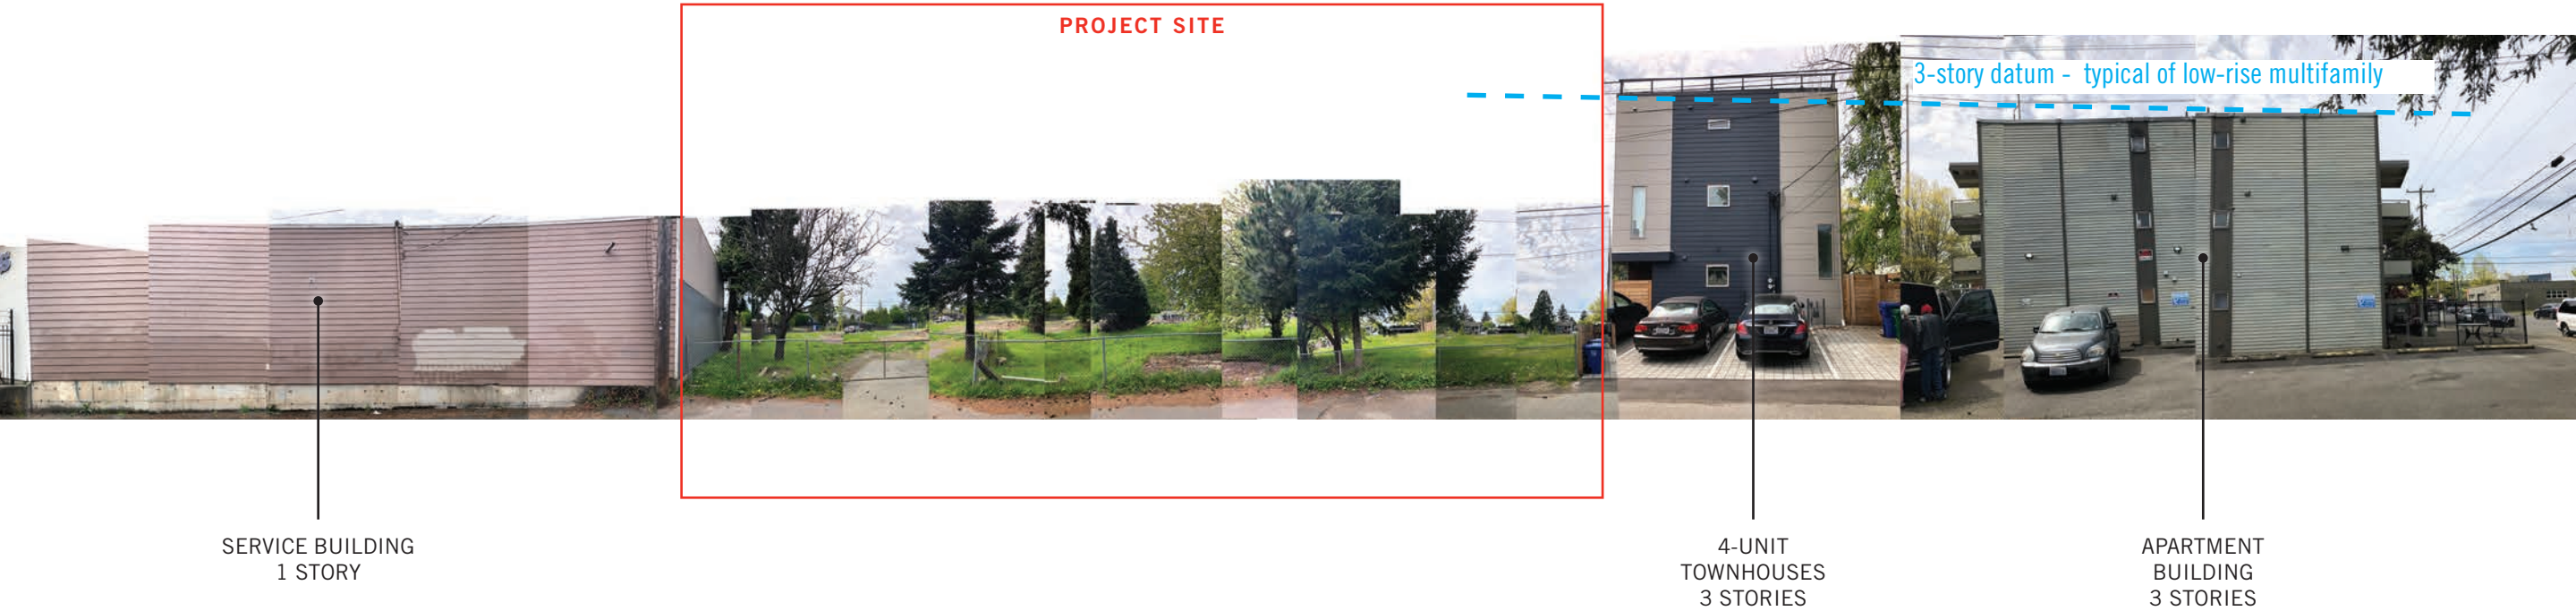 PROJECT SITE
3-story datum - typical of low-rise multifamily
SERVICE BUILDING
1 STORY
4-UNIT
TOWNHOUSES
3 STORIES
APARTMENT
BUILDING
3 STORIES